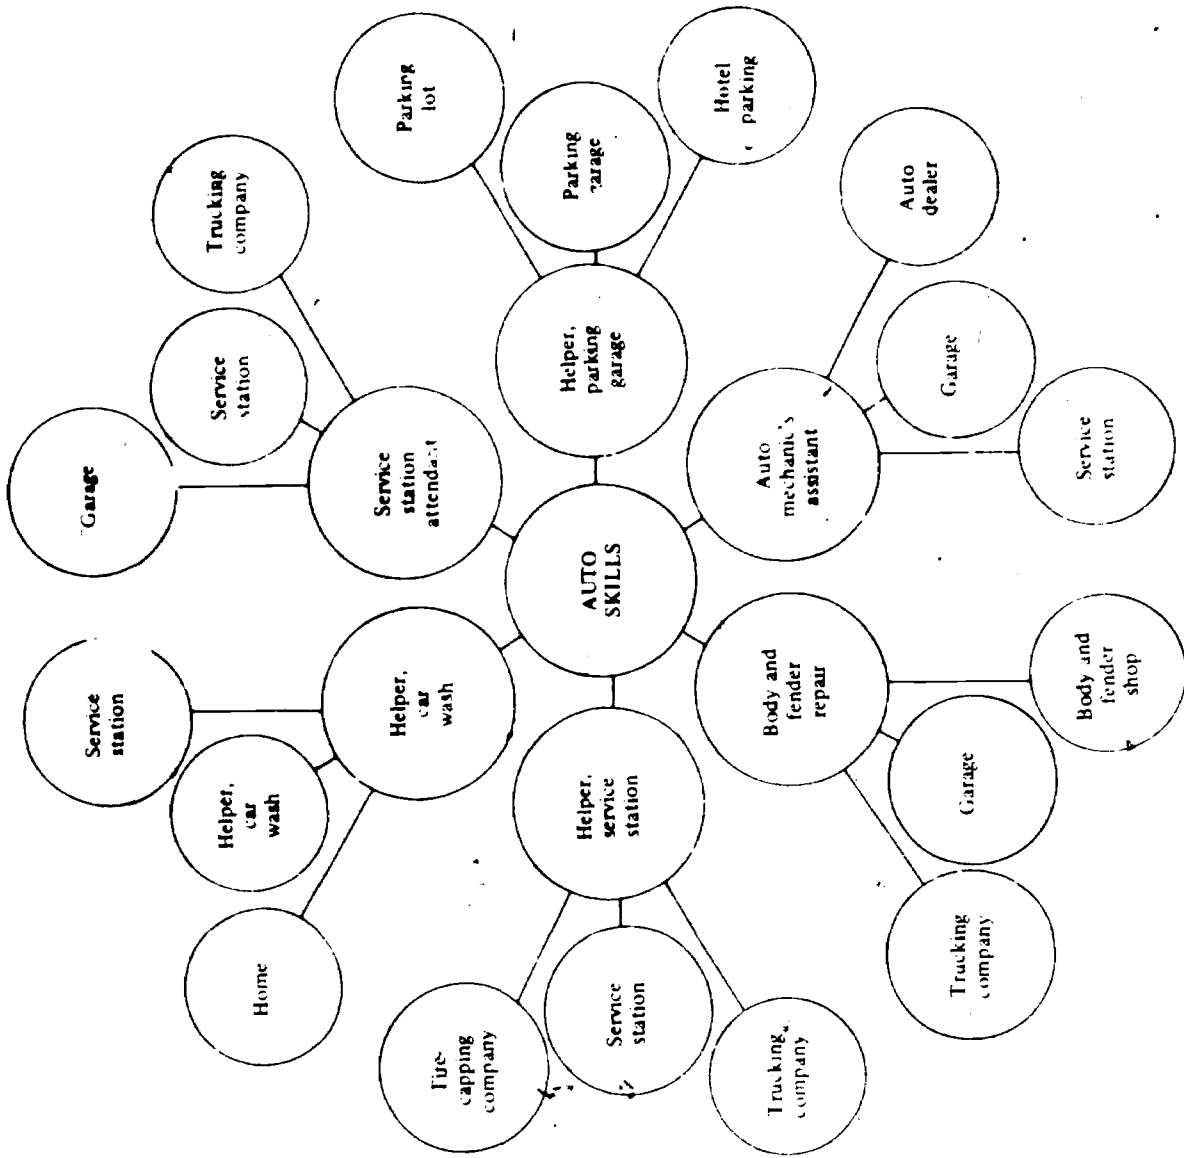 Garage
Service
station
Home
Helper,
car
wash
Service
station
Trucking
company
Helper,
car
wash
Service
station
attendant
Tire-
capping
company
Parking
lot
Service
station
Helper,
service
station
AUTO
SKILLS
Helper,
parking
garage
Parking
garage
Trucking
company
Body and
fender
repair
Auto
mechanic's
assistant
Hotel
parking
Trucking
company
Garage
Garage
Auto
dealer
Body and
fender
shop
Service
station